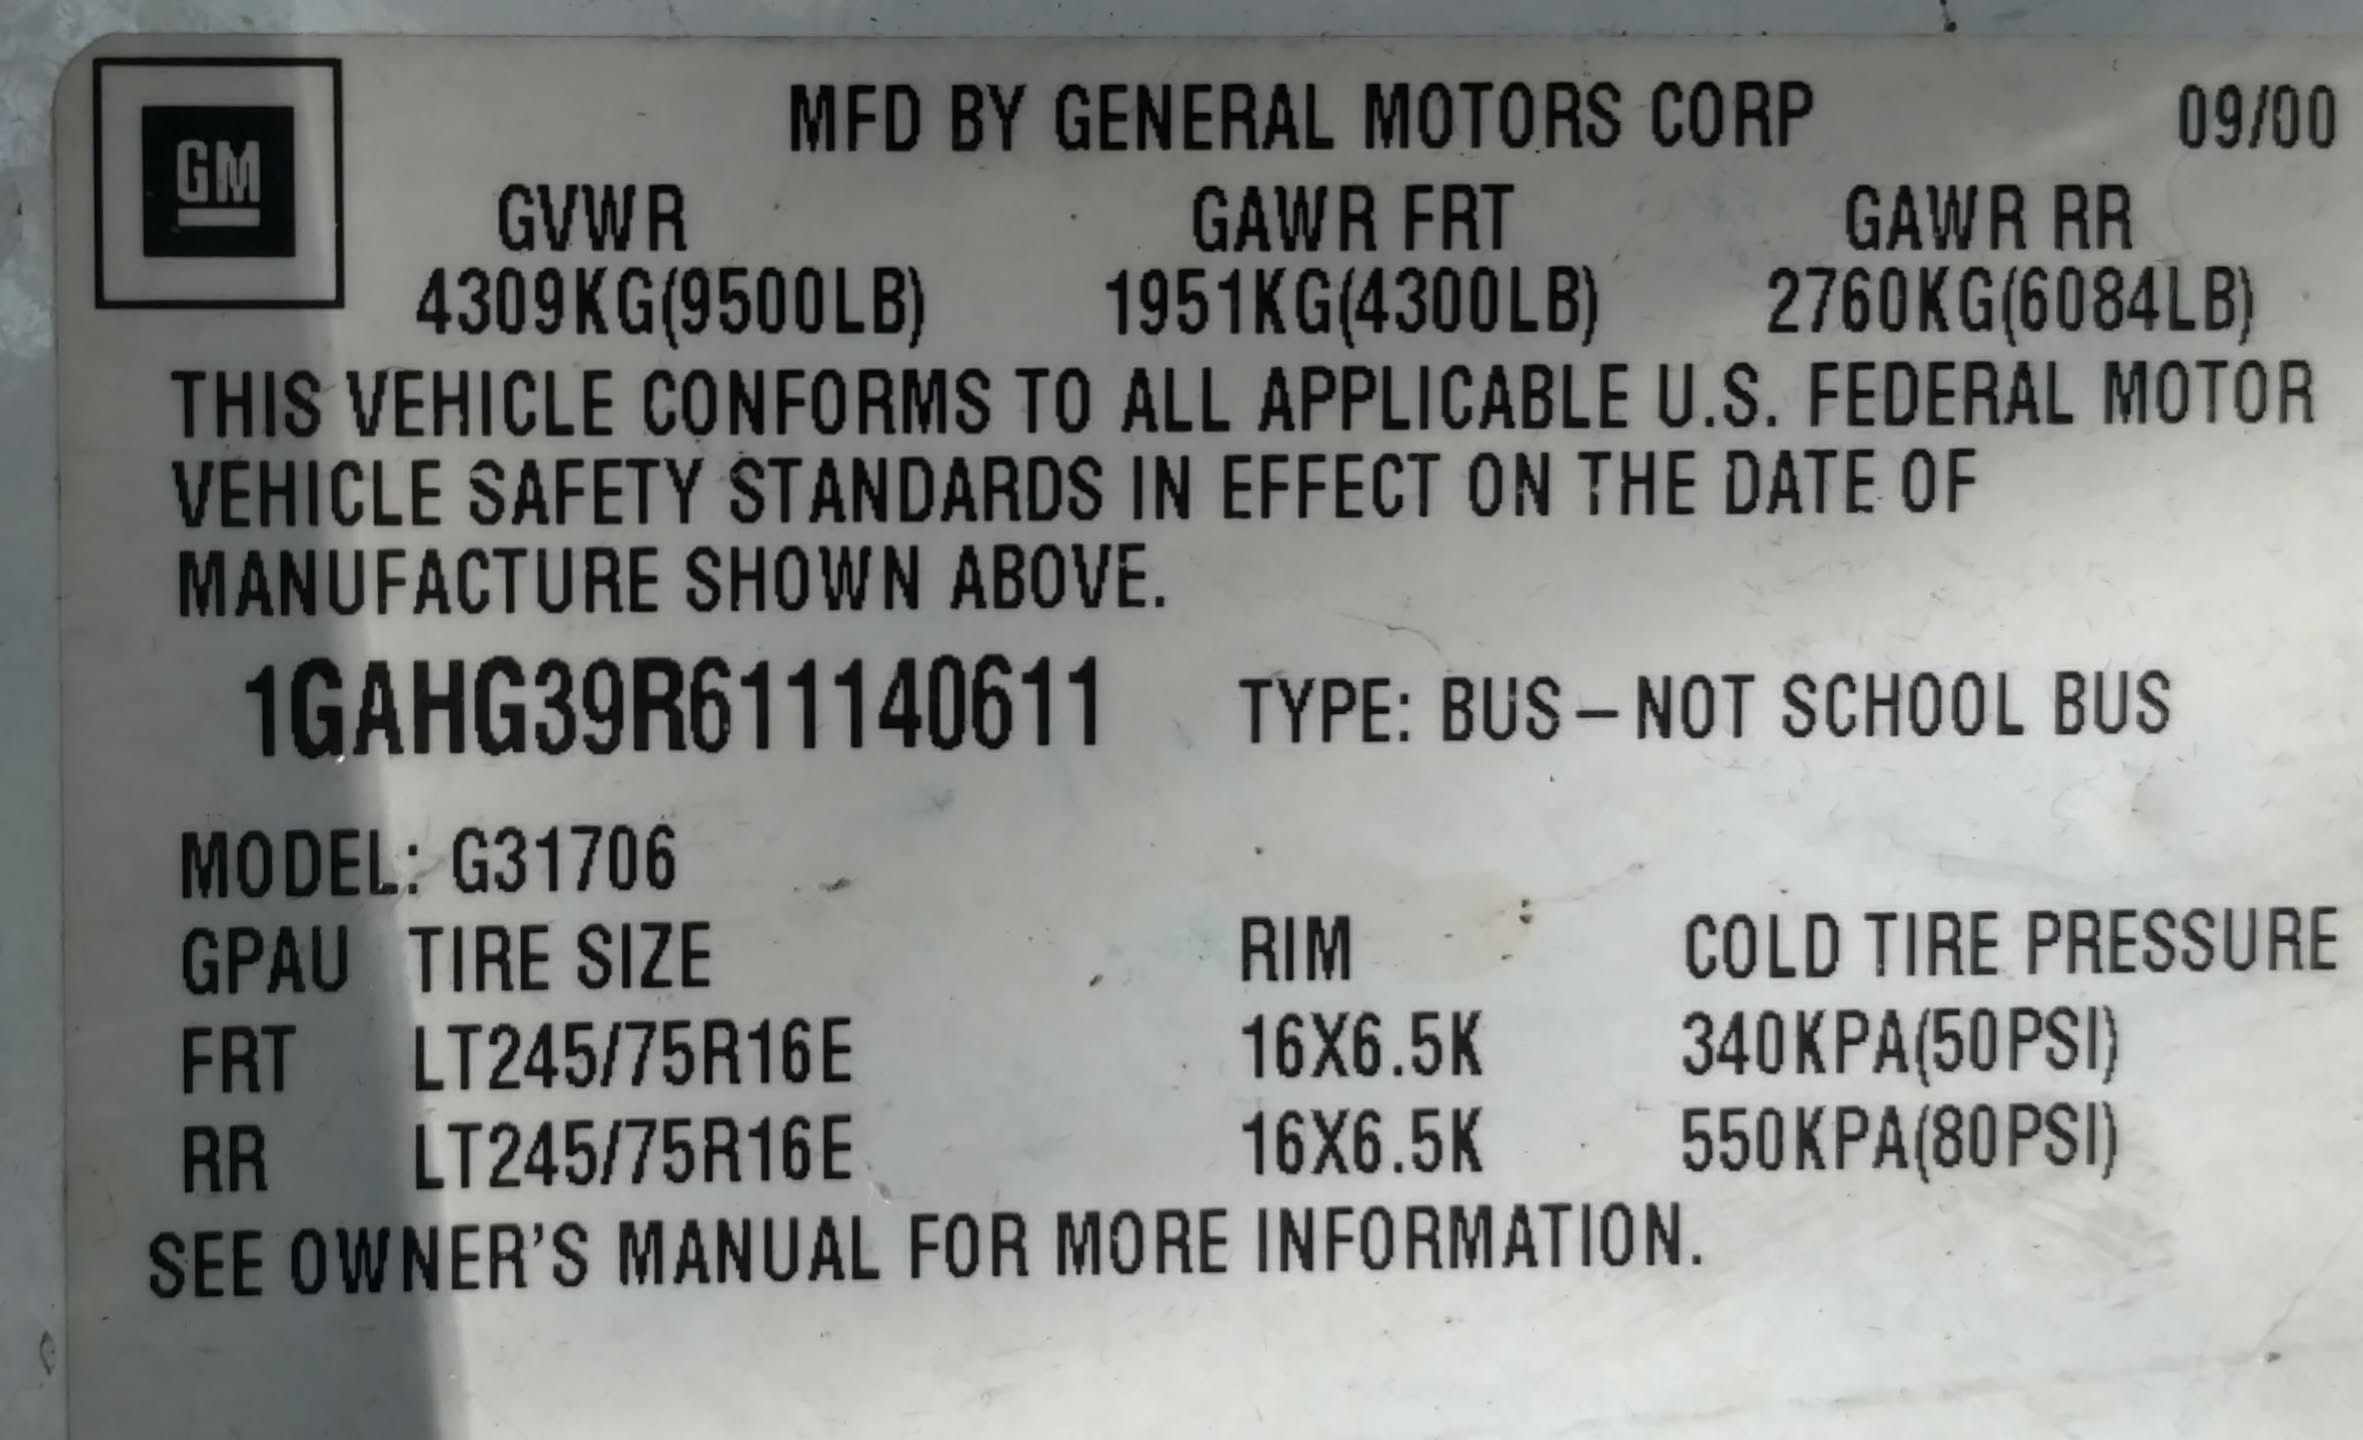 GM
MFD BY GENERAL MOTORS CORP 09/00
GVWR GAWR FRT GAWR RR
4309KG(9500LB) 1951KG(4300LB) 2760KG(6084LB)
THIS VEHICLE CONFORMS TO ALL APPLICABLE U.S. FEDERAL MOTOR
VEHICLE SAFETY STANDARDS IN EFFECT ON THE DATE OF
MANUFACTURE SHOWN ABOVE.
1GAHG39R611140611 TYPE: BUS – NOT SCHOOL BUS
MODEL: G31706
GPAU TIRE SIZE RIM COLD TIRE PRESSURE
FRT LT245/75R16E 16X6.5K 340KPA(50PSI)
RR LT245/75R16E 16X6.5K 550KPA(80PSI)
SEE OWNER'S MANUAL FOR MORE INFORMATION.